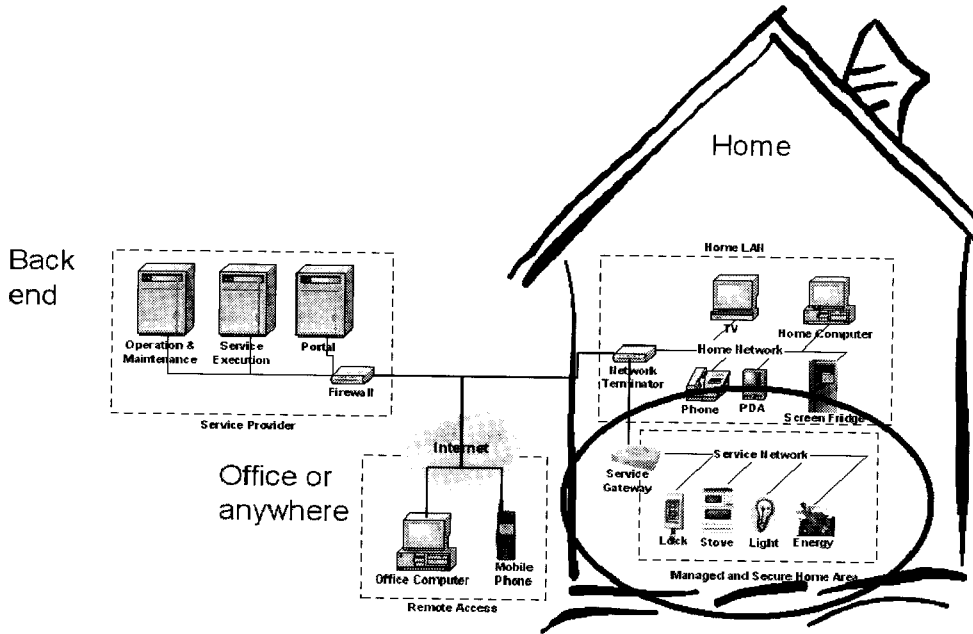 Home
Back
end
Home LAN
TV
Home Computer
Operation &
Maintenance
Service
Execution
Portal
Firewall
Service Provider
Network
Terminator
Home Network
Phone
PDA
Screen Fridge
Internet
Office or
anywhere
Office Computer
Mobile
Phone
Remote Access
Service
Gateway
Service Network
Lock
Stove
Light
Energy
Managed and Secure Home Area